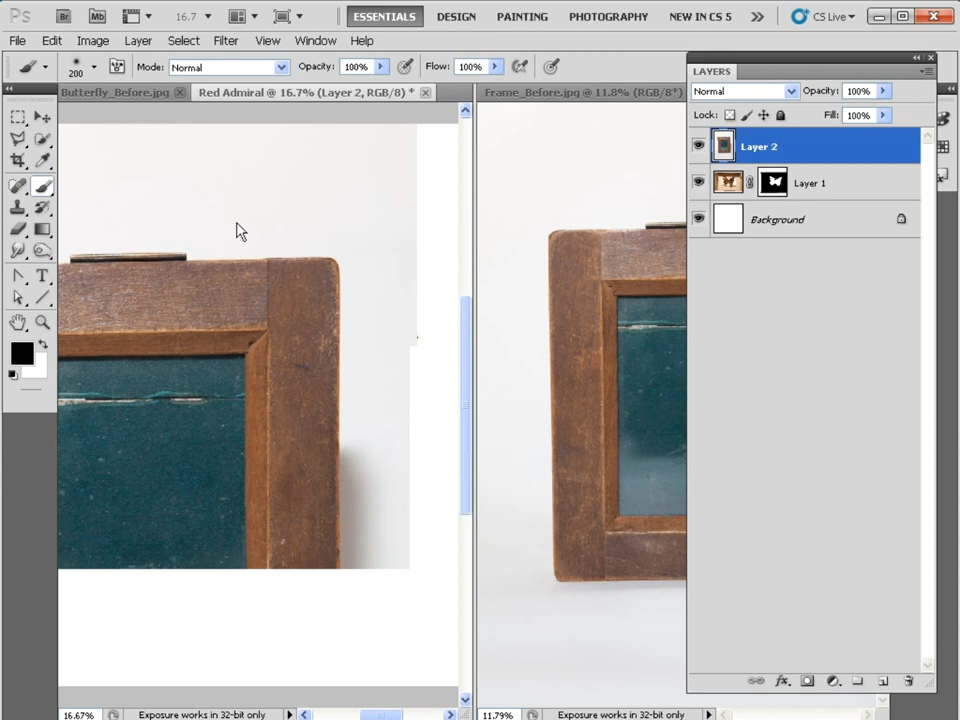 Ps Br Mb 16.7 ESSENTIALS DESIGN PAINTING PHOTOGRAPHY NEW IN CS 5 CS Live
File Edit Image Layer Select Filter View Window Help
200 Mode: Normal Opacity: 100% Flow: 100%
Butterfly_Before.jpg Red Admiral @ 16.7% (Layer 2, RGB/8) * Frame_Before.jpg @ 11.8% (RGB/8*)
LAYERS
Normal Opacity: 100%
Lock: Fill: 100%
Layer 2
Layer 1
Background
T
fx
16.67% Exposure works in 32-bit only 11.79% Exposure works in 32-bit only